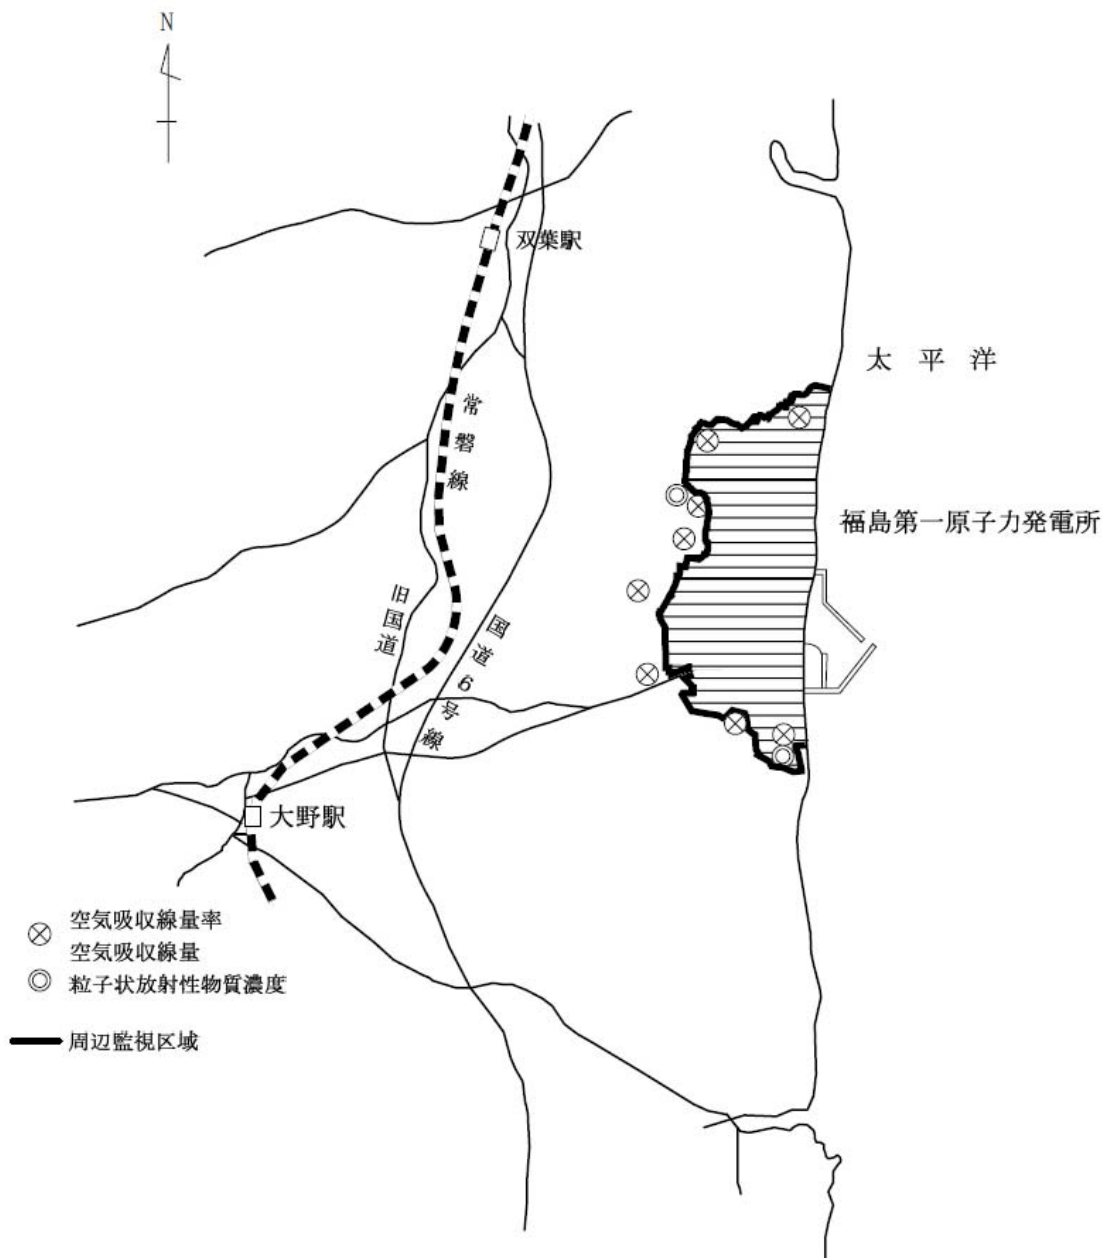 N
双葉駅
太 平 洋
常磐線
福島第一原子力発電所
旧国道
国道6号線
大野駅
空気吸収線量率
空気吸収線量
粒子状放射性物質濃度
周辺監視区域